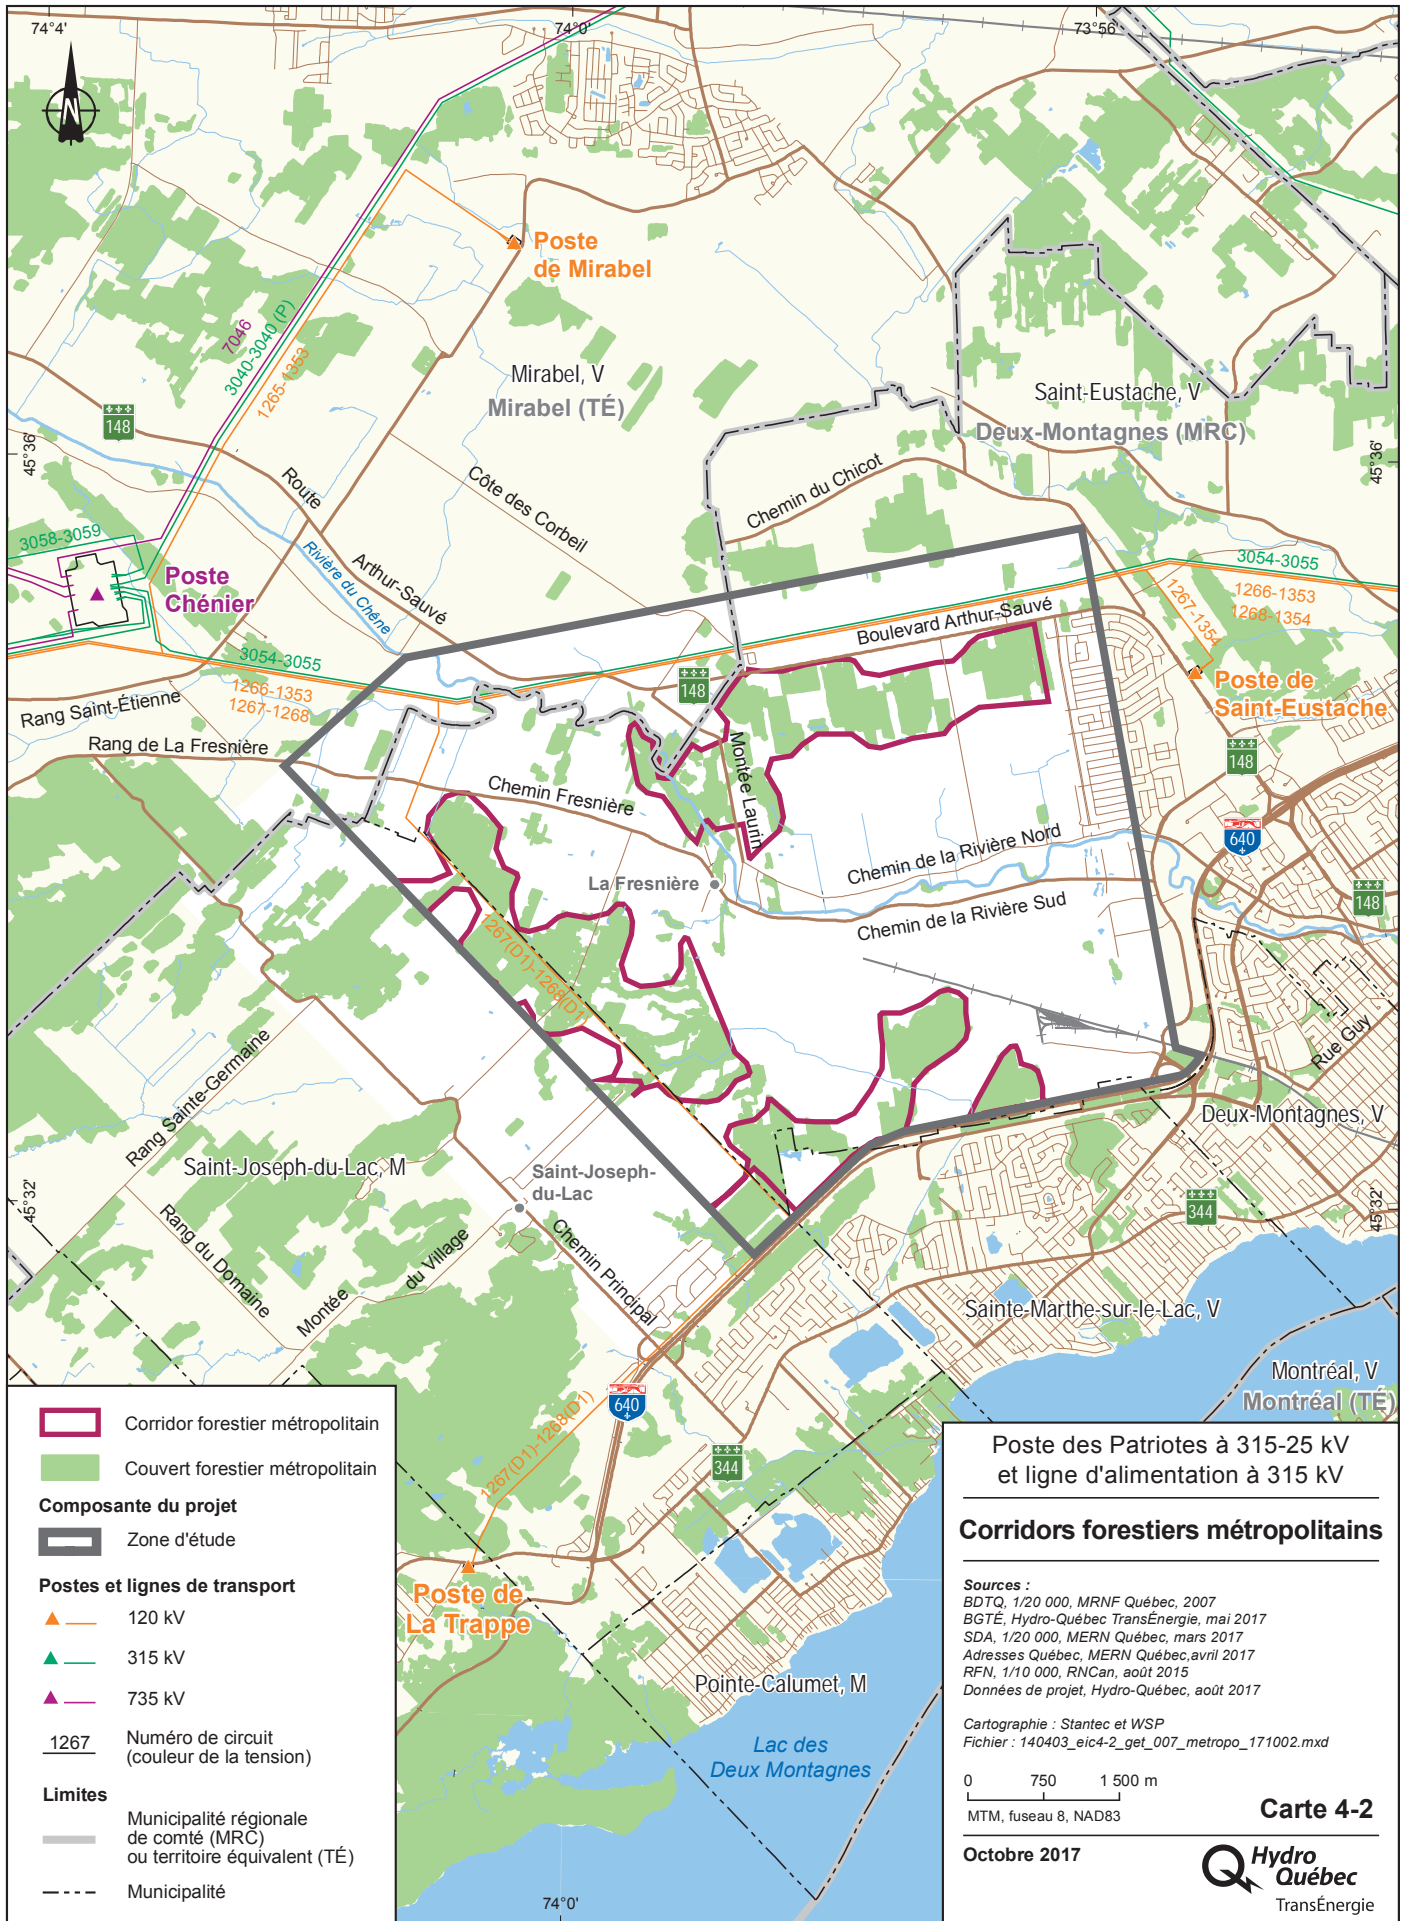 74°4'
74°0'
73°56'
N
Poste
de Mirabel
7046
3040-3040 (P)
1265-1353
Mirabel, V
Mirabel (TÉ)
Saint-Eustache, V
Deux-Montagnes (MRC)
148
45°36'
45°36'
Route
Côte des Corbeil
Chemin du Chicot
3058-3059
Rivière du Chêne
Arthur-Sauvé
Poste
Chénier
3054-3055
1266-1353
1268-1354
1267-1354
Boulevard Arthur-Sauvé
3054-3055
1266-1353
1267-1268
148
Poste de
Saint-Eustache
Rang Saint-Étienne
Rang de La Fresnière
148
Montée Laurin
Chemin Fresnière
640
Chemin de la Rivière Nord
La Fresnière
148
Chemin de la Rivière Sud
1267(D1)-1268(D1)
Rue Guy
Rang Sainte-Germaine
Deux-Montagnes, V
Saint-Joseph-du-Lac, M
Saint-Joseph-
du-Lac
45°32'
344
45°32'
Rang du Domaine
Montée
du Village
Chemin Principal
Sainte-Marthe-sur-le-Lac, V
Montréal, V
Montréal (TÉ)
640
1267(D1)-1268(D1)
344
Poste de
La Trappe
Pointe-Calumet, M
Lac des
Deux Montagnes
74°0'
Corridor forestier métropolitain
Couvert forestier métropolitain
Composante du projet
Zone d'étude
Postes et lignes de transport
120 kV
315 kV
735 kV
1267
Numéro de circuit
(couleur de la tension)
Limites
Municipalité régionale
de comté (MRC)
ou territoire équivalent (TÉ)
Municipalité
Poste des Patriotes à 315-25 kV
et ligne d'alimentation à 315 kV
Corridors forestiers métropolitains
Sources :
BDTQ, 1/20 000, MRNF Québec, 2007
BGTÉ, Hydro-Québec TransÉnergie, mai 2017
SDA, 1/20 000, MERN Québec, mars 2017
Adresses Québec, MERN Québec,avril 2017
RFN, 1/10 000, RNCan, août 2015
Données de projet, Hydro-Québec, août 2017
Cartographie : Stantec et WSP
Fichier : 140403_eic4-2_get_007_metropo_171002.mxd
0 750 1 500 m
MTM, fuseau 8, NAD83
Carte 4-2
Octobre 2017
Hydro
Québec
TransÉnergie